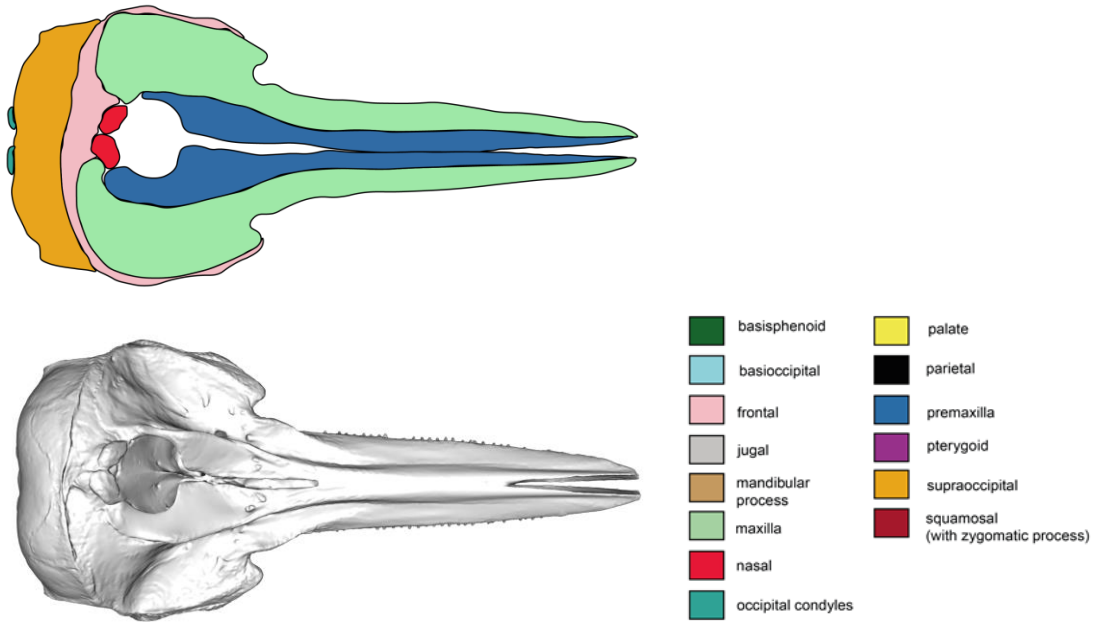 basisphenoid
basioccipital
frontal
jugal
mandibular
process
maxilla
nasal
occipital condyles
palate
parietal
premaxilla
pterygoid
supraoccipital
squamosal
(with zygomatic process)